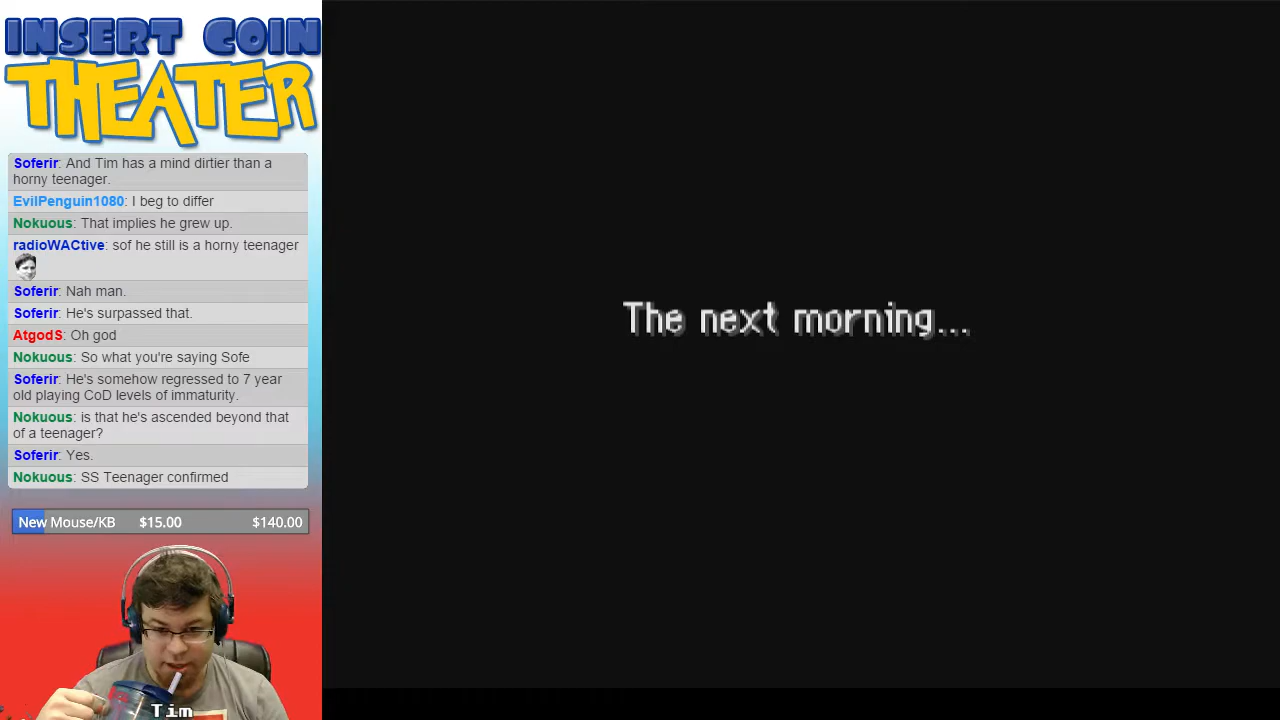 INSERT COIN
THEATER
Soferir: And Tim has a mind dirtier than a
horny teenager.
EvilPenguin1080: I beg to differ
Nokuous: That implies he grew up.
radioWACtive: sof he still is a horny teenager
Soferir: Nah man.
Soferir: He's surpassed that.
AtgodS: Oh god
Nokuous: So what you're saying Sofe
Soferir: He's somehow regressed to 7 year
old playing CoD levels of immaturity.
Nokuous: is that he's ascended beyond that
of a teenager?
Soferir: Yes.
Nokuous: SS Teenager confirmed
New Mouse/KB $15.00 $140.00
Tim
The next morning...